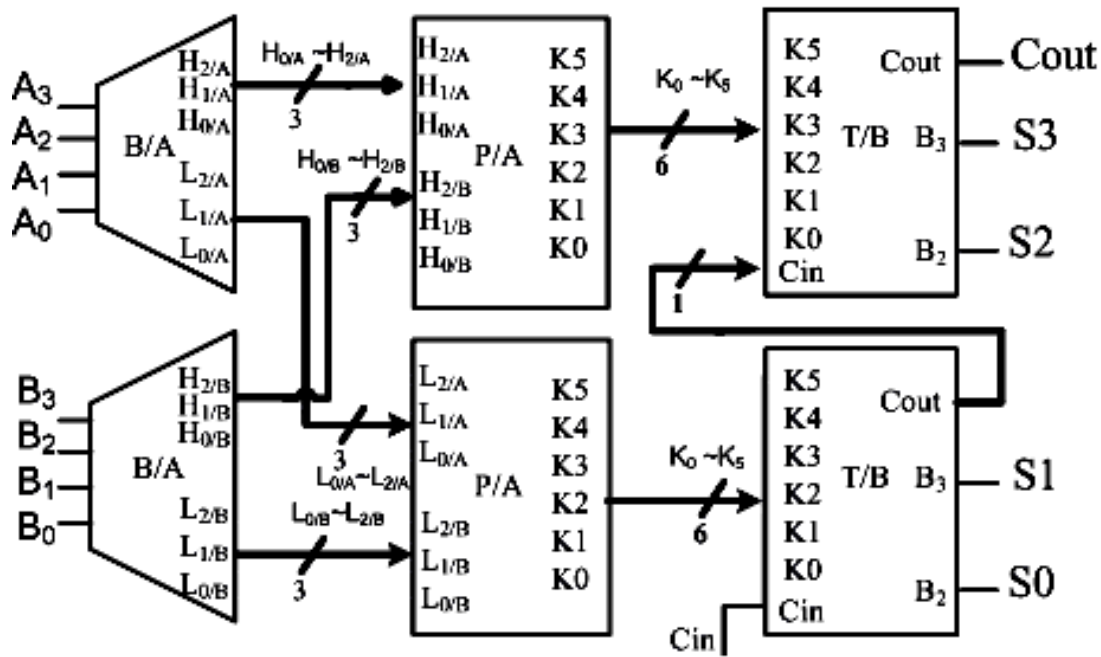 A3
A2
A1
A0
B/A
H2/A
H1/A
H0/A
L2/A
L1/A
L0/A
H0/A ~H2/A
3
H0/B ~H2/B
3
H2/A
H1/A
H0/A
P/A
H2/B
H1/B
H0/B
K5
K4
K3
K2
K1
K0
K0 ~K5
6
K5
K4
K3
K2
K1
K0
Cin
T/B
Cout
B3
B2
Cout
S3
S2
1
B3
B2
B1
B0
B/A
H2/B
H1/B
H0/B
L2/B
L1/B
L0/B
3
L0/A~L2/A
L0/B~L2/B
3
L2/A
L1/A
L0/A
P/A
L2/B
L1/B
L0/B
K5
K4
K3
K2
K1
K0
K0 ~K5
6
K5
K4
K3
K2
K1
K0
Cin
T/B
Cout
B3
B2
S1
S0
Cin